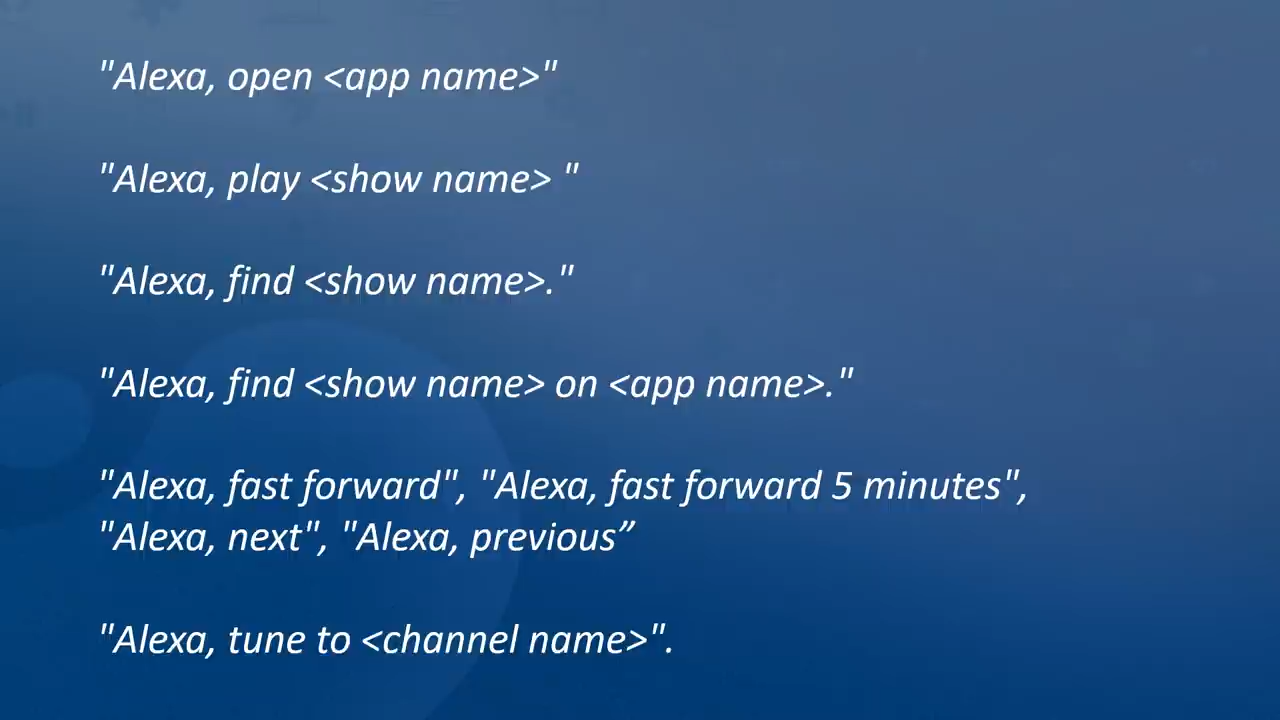 "Alexa, open <app name>"
"Alexa, play <show name> "
"Alexa, find <show name>."
"Alexa, find <show name> on <app name>."
"Alexa, fast forward", "Alexa, fast forward 5 minutes",
"Alexa, next", "Alexa, previous”
"Alexa, tune to <channel name>".